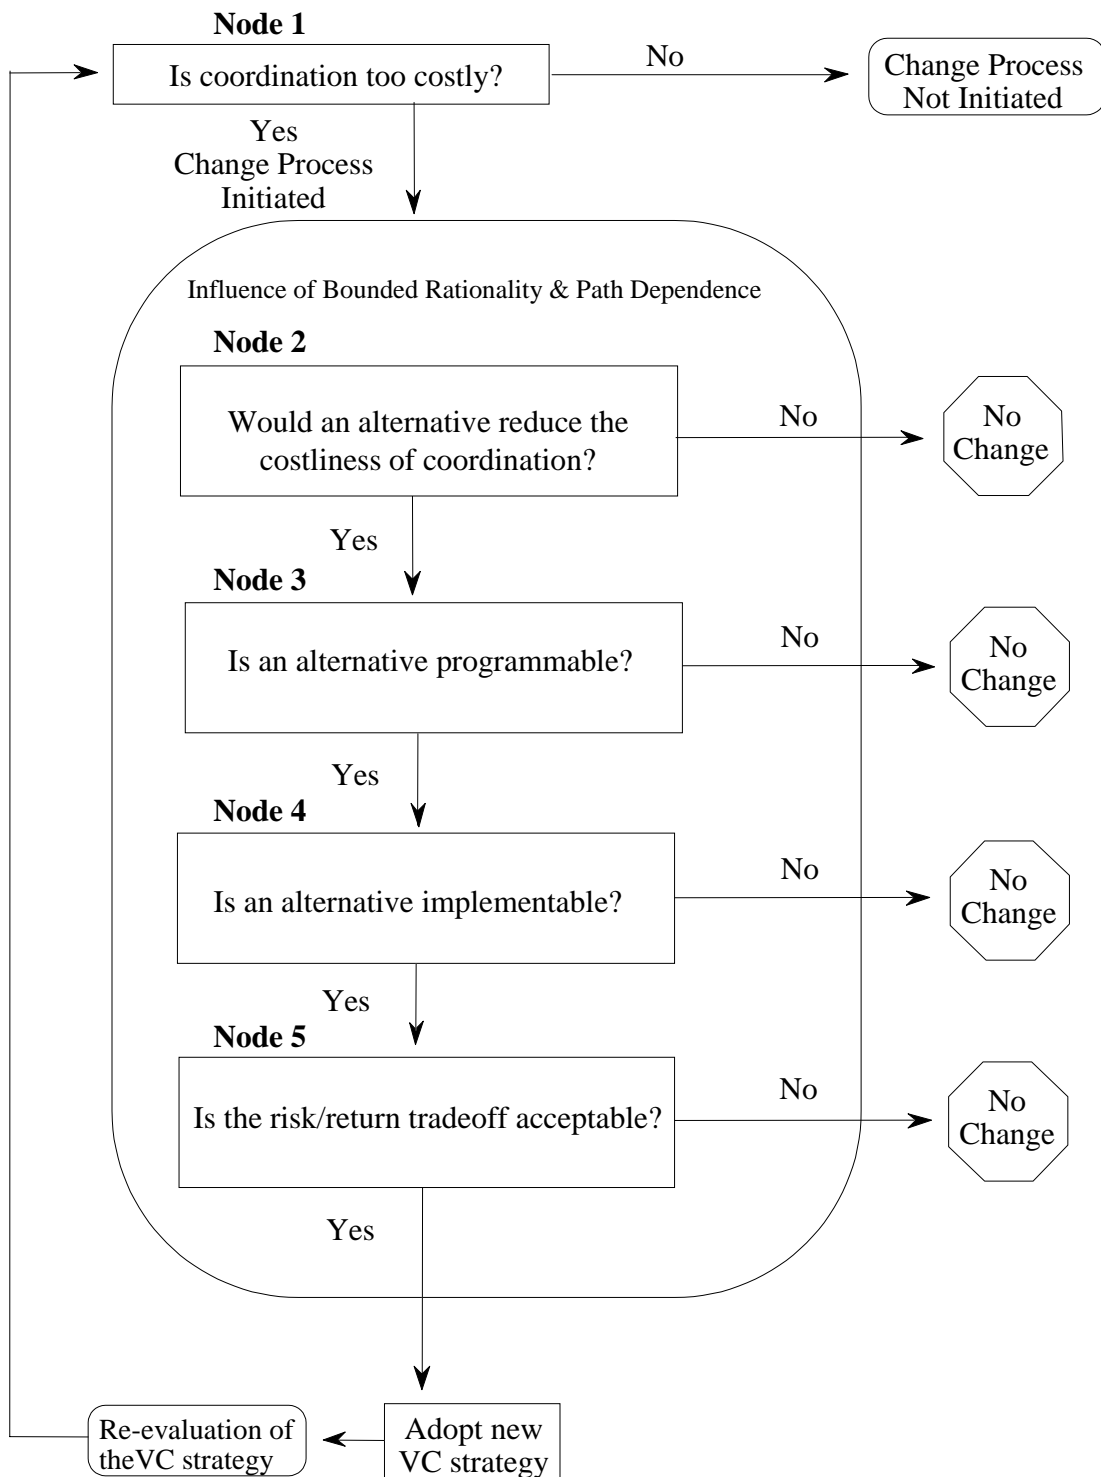 Node 1
Is coordination too costly?
No
Change Process
Not Initiated
Yes
Change Process
Initiated
Influence of Bounded Rationality & Path Dependence
Node 2
Would an alternative reduce the
costliness of coordination?
No
No
Change
Yes
Node 3
Is an alternative programmable?
No
No
Change
Yes
Node 4
Is an alternative implementable?
No
No
Change
Yes
Node 5
Is the risk/return tradeoff acceptable?
No
No
Change
Yes
Re-evaluation of
theVC strategy
Adopt new
VC strategy